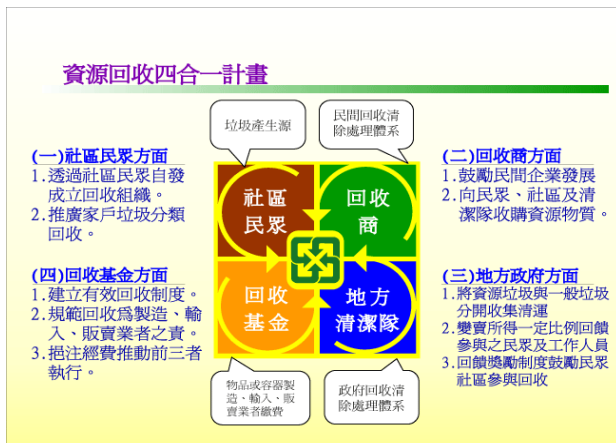 資源回收四合一計畫
垃圾產生源
民間回收清
除處理體系
(一)社區民眾方面
1.透過社區民眾自發
成立回收組織。
2.推廣家戶垃圾分類
回收。
社區
民眾
回收
商
(二)回收商方面
1.鼓勵民間企業發展
2.向民眾、社區及清
潔隊收購資源物質。
(四)回收基金方面
1.建立有效回收制度。
2.規範回收為製造、輸
入、販賣業者之責。
3.挹注經費推動前三者
執行。
回收
基金
地方
清潔隊
(三)地方政府方面
1.將資源垃圾與一般垃圾
分開收集清運
2.變賣所得一定比例回饋
參與之民眾及工作人員
3.回饋獎勵制度鼓勵民眾
社區參與回收
物品或容器製
造、輸入、販
賣業者繳費
政府回收清
除處理體系